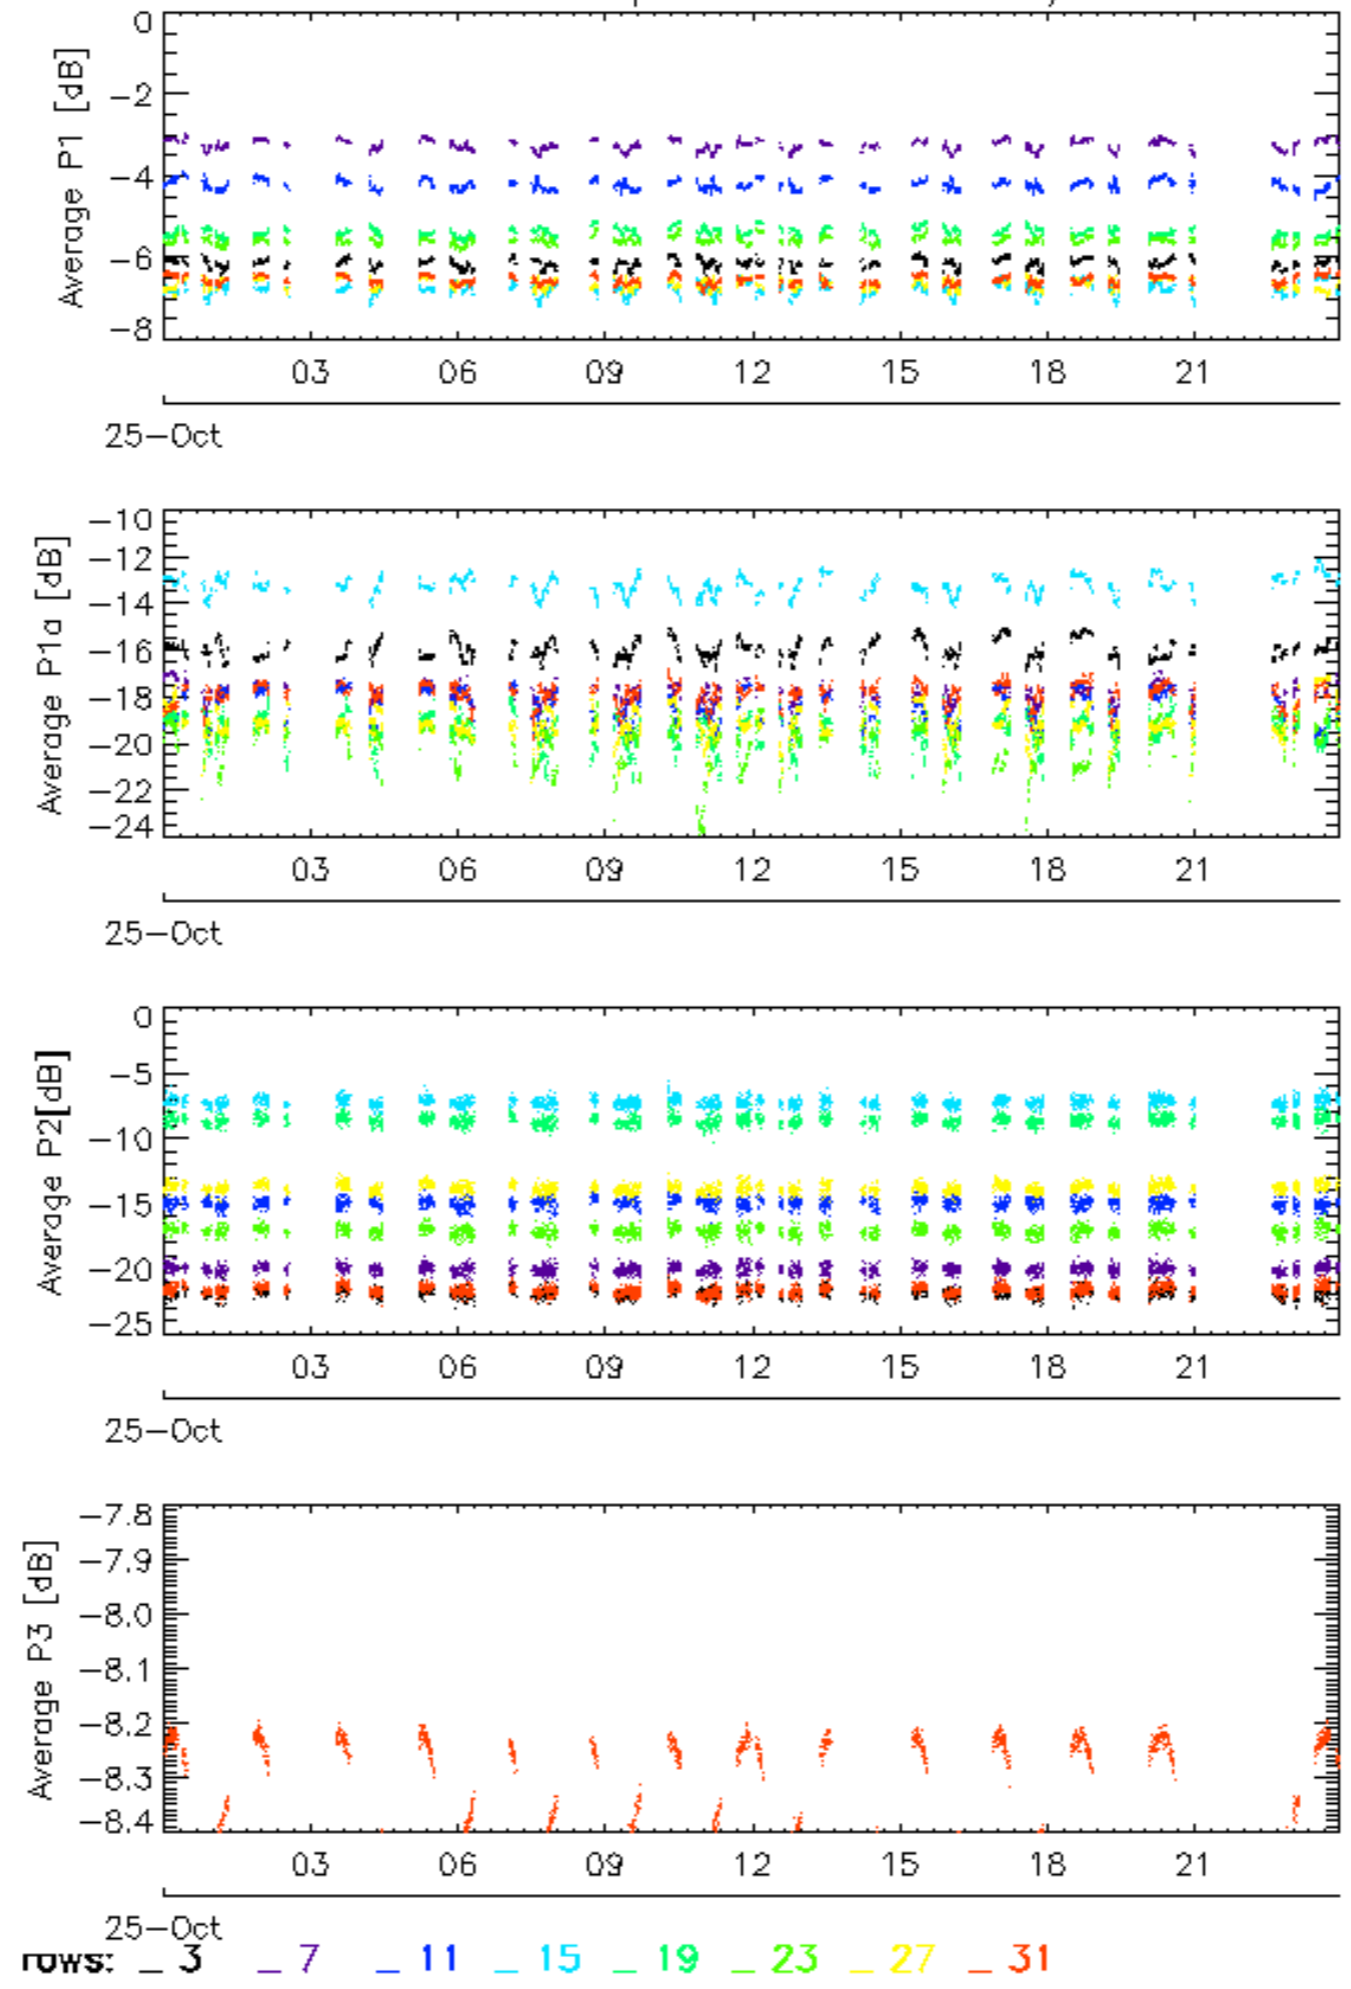 0
−2
−4
−6
−8
Average P1 [dB]
03 06 09 12 15 18 21
25−Oct
−10
−12
−14
−16
−18
−20
−22
−24
Average P1a [dB]
03 06 09 12 15 18 21
25−Oct
0
−5
−10
−15
−20
−25
Average P2[dB]
03 06 09 12 15 18 21
25−Oct
−7.8
−7.9
−8.0
−8.1
−8.2
−8.3
−8.4
Average P3 [dB]
03 06 09 12 15 18 21
25−Oct
rows: _ 3 _ 7 _ 11 _ 15 _ 19 _ 23 _ 27 _ 31